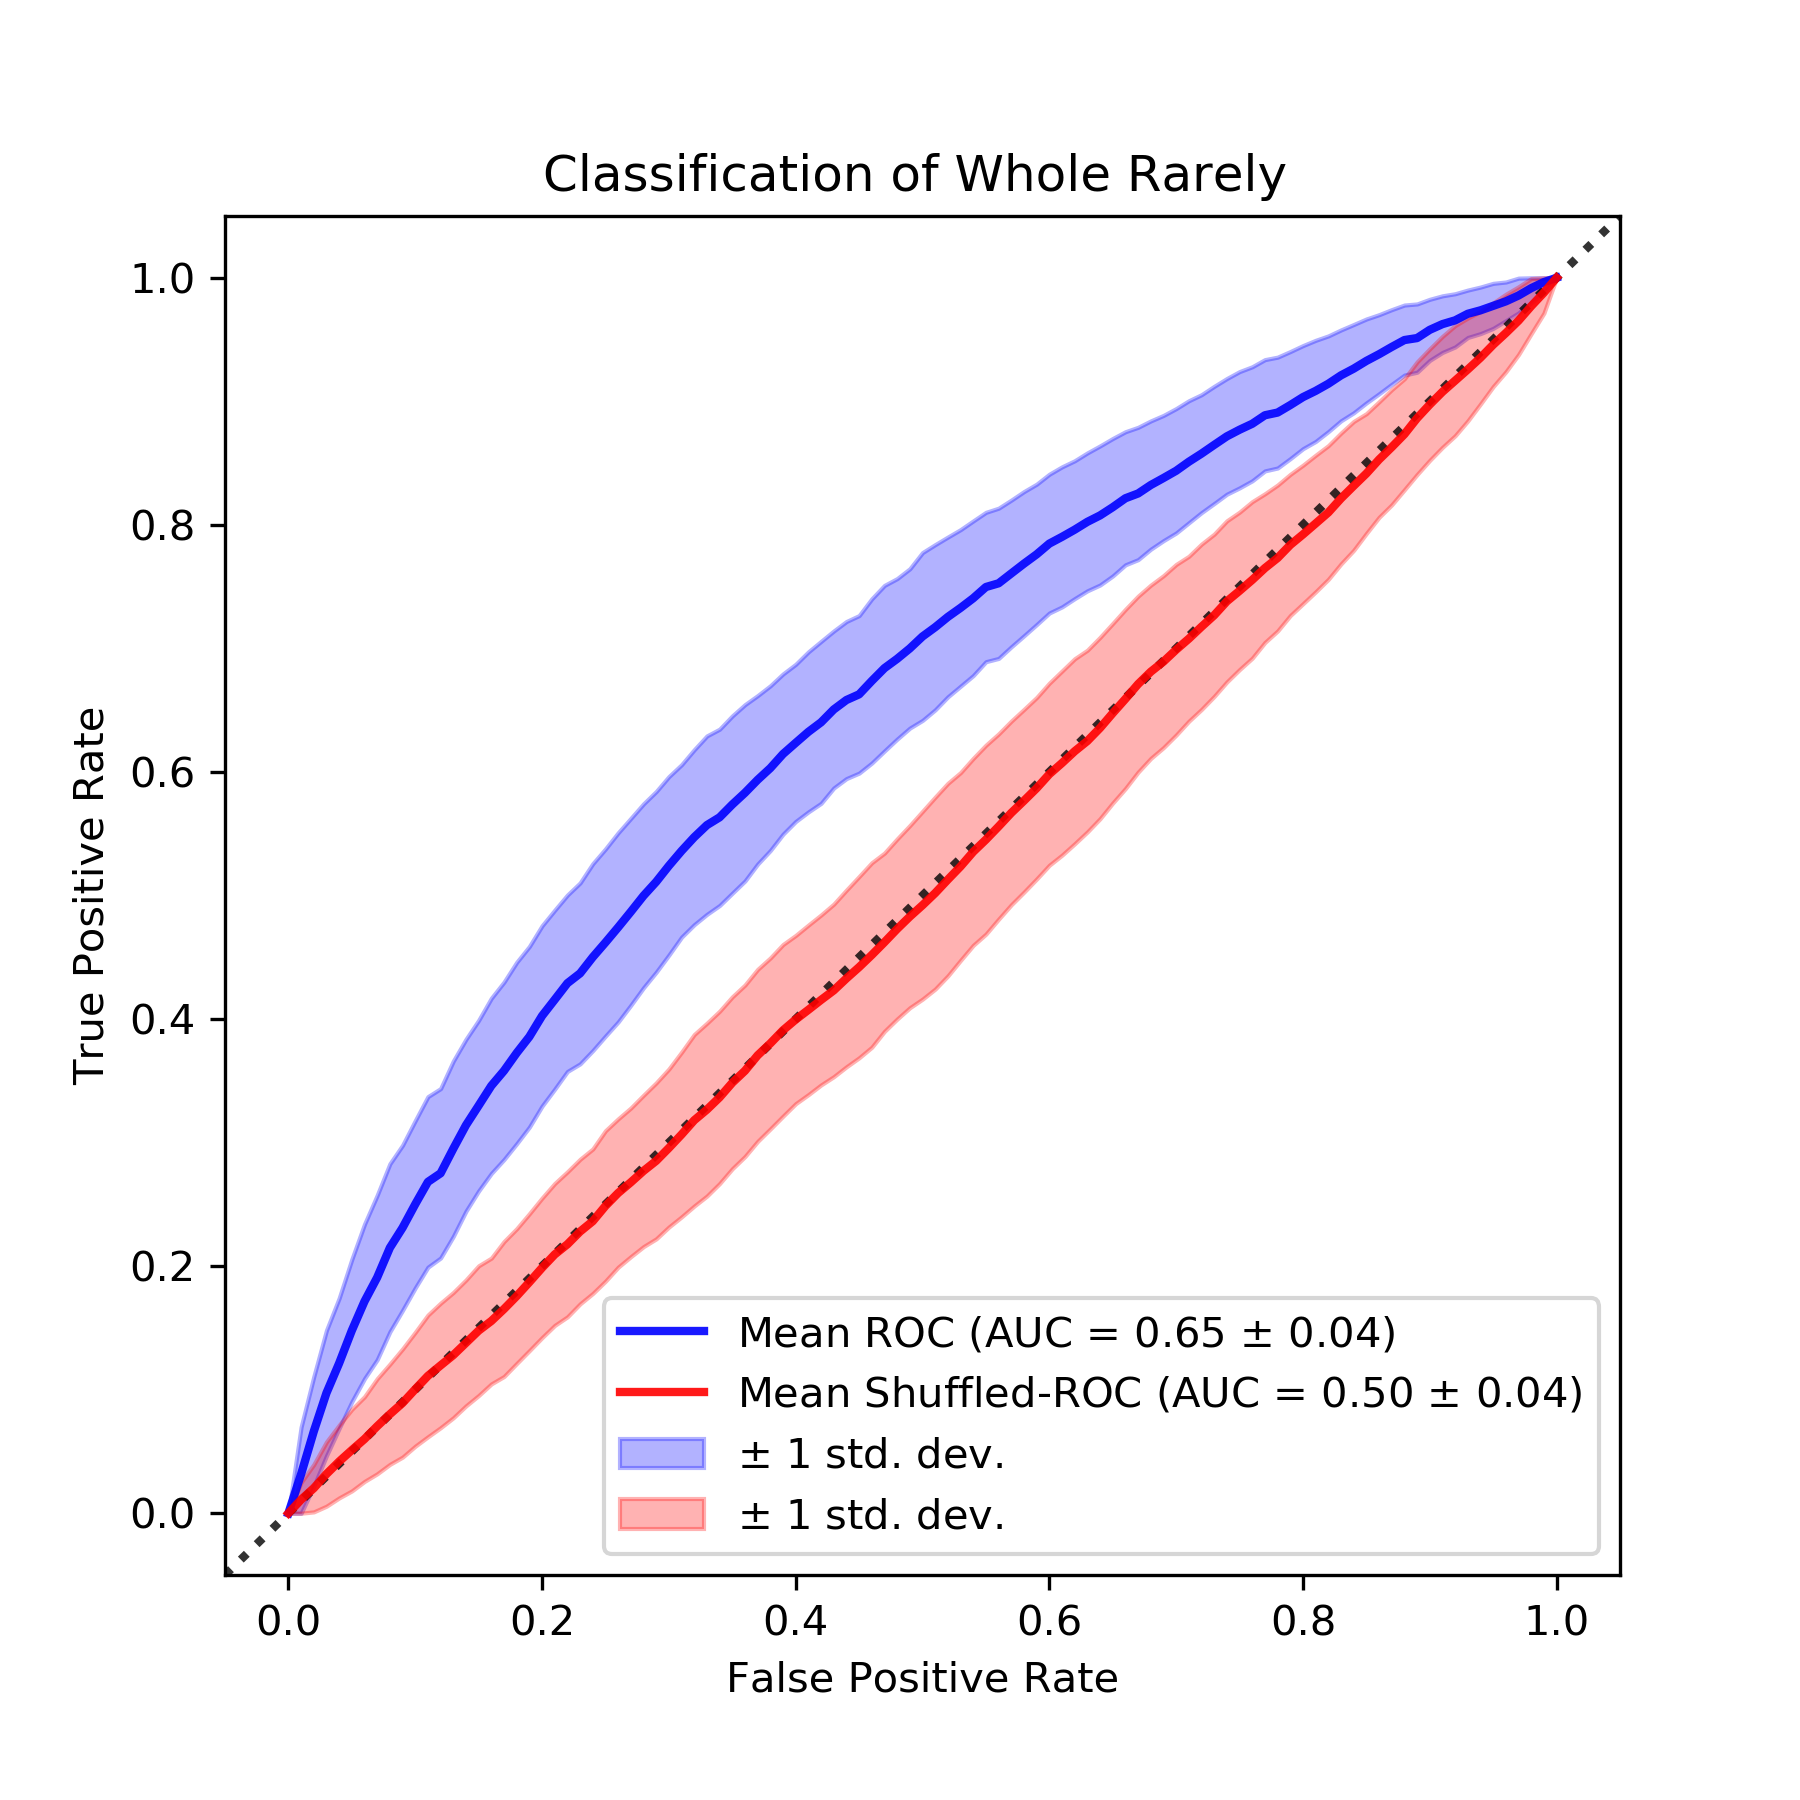 Classification of Whole Rarely
True Positive Rate
1.0
0.8
0.6
0.4
0.2
0.0
Mean ROC (AUC = 0.65 ± 0.04)
Mean Shuffled-ROC (AUC = 0.50 ± 0.04)
± 1 std. dev.
± 1 std. dev.
0.0 0.2 0.4 0.6 0.8 1.0
False Positive Rate